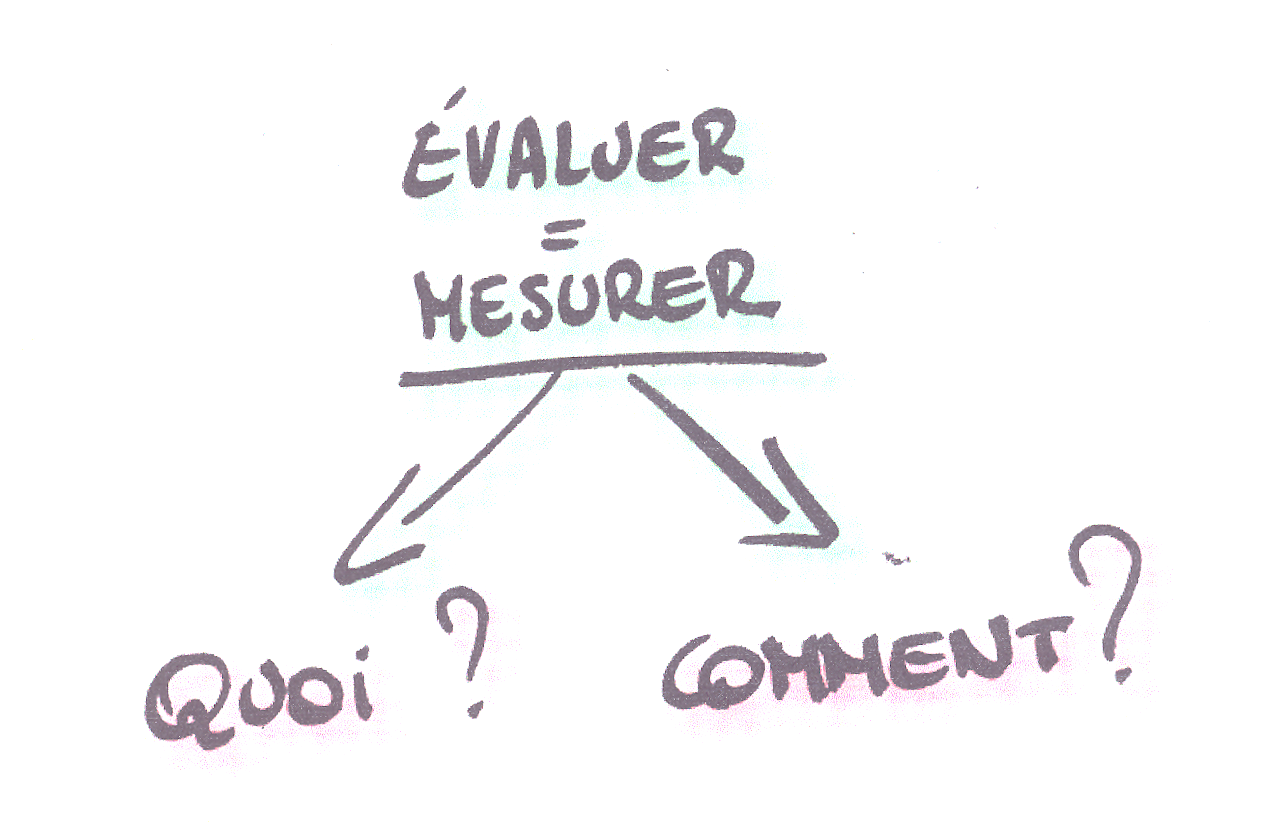 ÉVALUER
=
MESURER
QUOI ?
COMMENT ?